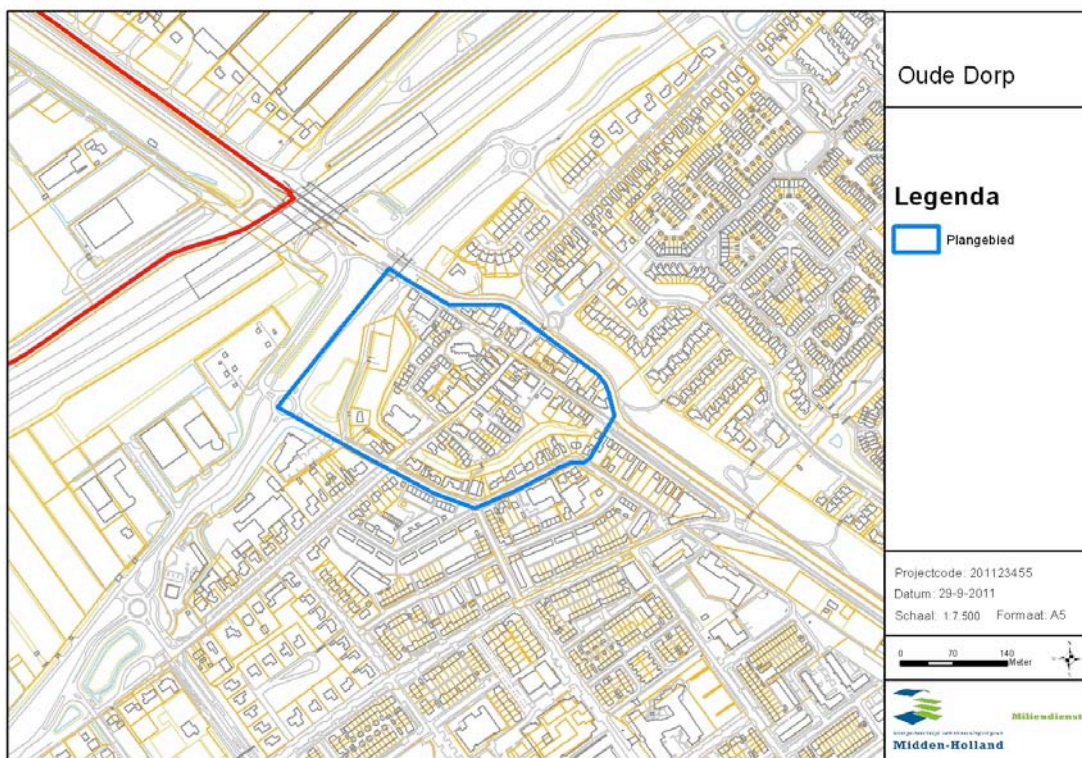 Oude Dorp
Legenda
Plangebied
Projectcode: 201123455
Datum: 29-9-2011
Schaal: 1:7.500 Formaat: A5
0 70 140
Meter
Milieudienst
Midden-Holland